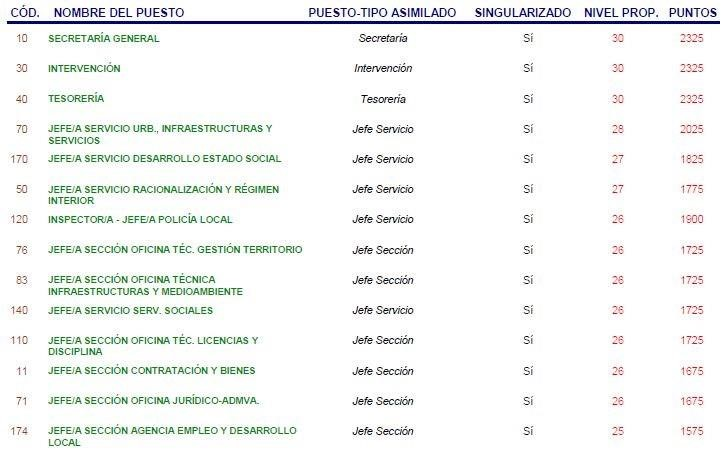 CÓD. NOMBRE DEL PUESTO PUESTO-TIPO ASIMILADO SINGULARIZADO NIVEL PROP. PUNTOS
10 SECRETARÍA GENERAL Secretaría Sí 30 2325
30 INTERVENCIÓN Intervención Sí 30 2325
40 TESORERÍA Tesorería Sí 30 2325
70 JEFE/A SERVICIO URB., INFRAESTRUCTURAS Y Jefe Servicio Sí 28 2025
SERVICIOS
170 JEFE/A SERVICIO DESARROLLO ESTADO SOCIAL Jefe Servicio Sí 27 1825
50 JEFE/A SERVICIO RACIONALIZACIÓN Y RÉGIMEN Jefe Servicio Sí 27 1775
INTERIOR
120 INSPECTOR/A - JEFE/A POLICÍA LOCAL Jefe Servicio Sí 26 1900
76 JEFE/A SECCIÓN OFICINA TÉC. GESTIÓN TERRITORIO Jefe Sección Sí 26 1725
83 JEFE/A SECCIÓN OFICINA TÉCNICA Jefe Sección Sí 26 1725
INFRAESTRUCTURAS Y MEDIOAMBIENTE
140 JEFE/A SERVICIO SERV. SOCIALES Jefe Servicio Sí 26 1725
110 JEFE/A SECCIÓN OFICINA TÉC. LICENCIAS Y Jefe Sección Sí 26 1725
DISCIPLINA
11 JEFE/A SECCIÓN CONTRATACIÓN Y BIENES Jefe Sección Sí 26 1675
71 JEFE/A SECCIÓN OFICINA JURÍDICO-ADMVA. Jefe Sección Sí 26 1675
174 JEFE/A SECCIÓN AGENCIA EMPLEO Y DESARROLLO Jefe Sección Sí 25 1575
LOCAL